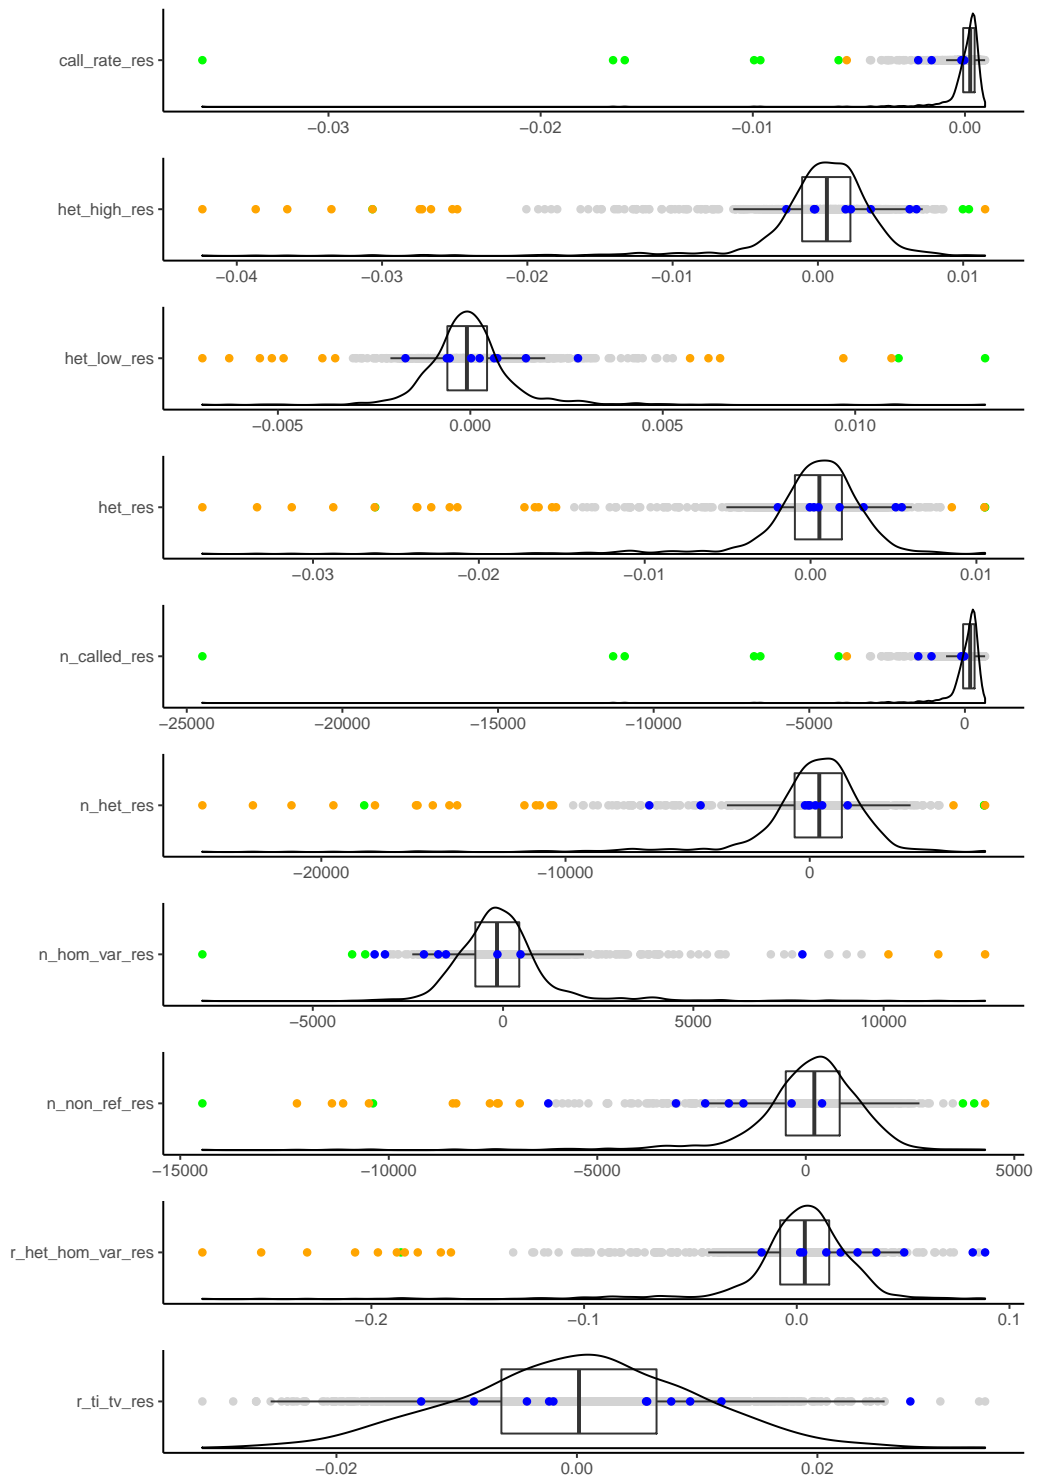 call_rate_res
−0.03 −0.02 −0.01 0.00
het_high_res
−0.04 −0.03 −0.02 −0.01 0.00 0.01
het_low_res
−0.005 0.000 0.005 0.010
het_res
−0.03 −0.02 −0.01 0.00 0.01
n_called_res
−25000 −20000 −15000 −10000 −5000 0
n_het_res
−20000 −10000 0
n_hom_var_res
−5000 0 5000 10000
n_non_ref_res
−15000 −10000 −5000 0 5000
r_het_hom_var_res
−0.2 −0.1 0.0 0.1
r_ti_tv_res
−0.02 0.00 0.02